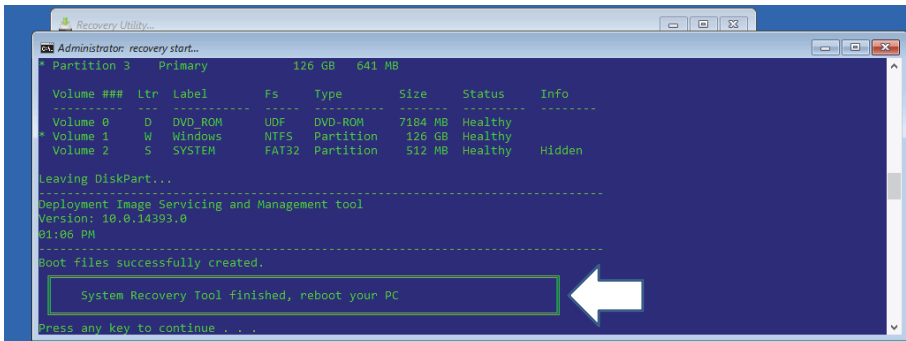 Recovery Utility...
Administrator: recovery start...
* Partition 3    Primary            126 GB   641 MB
  Volume ###  Ltr  Label        Fs     Type        Size     Status     Info
  ----------  ---  -----------  -----  ----------  -------  ---------  --------
  Volume 0     D   DVD_ROM      UDF    DVD-ROM     7184 MB  Healthy
* Volume 1     W   Windows      NTFS   Partition    126 GB  Healthy
  Volume 2     S   SYSTEM       FAT32  Partition    512 MB  Healthy    Hidden
Leaving DiskPart...
--------------------------------------------------------------------------------
Deployment Image Servicing and Management tool
Version: 10.0.14393.0
01:06 PM
--------------------------------------------------------------------------------
Boot files successfully created.
System Recovery Tool finished, reboot your PC
Press any key to continue . . .